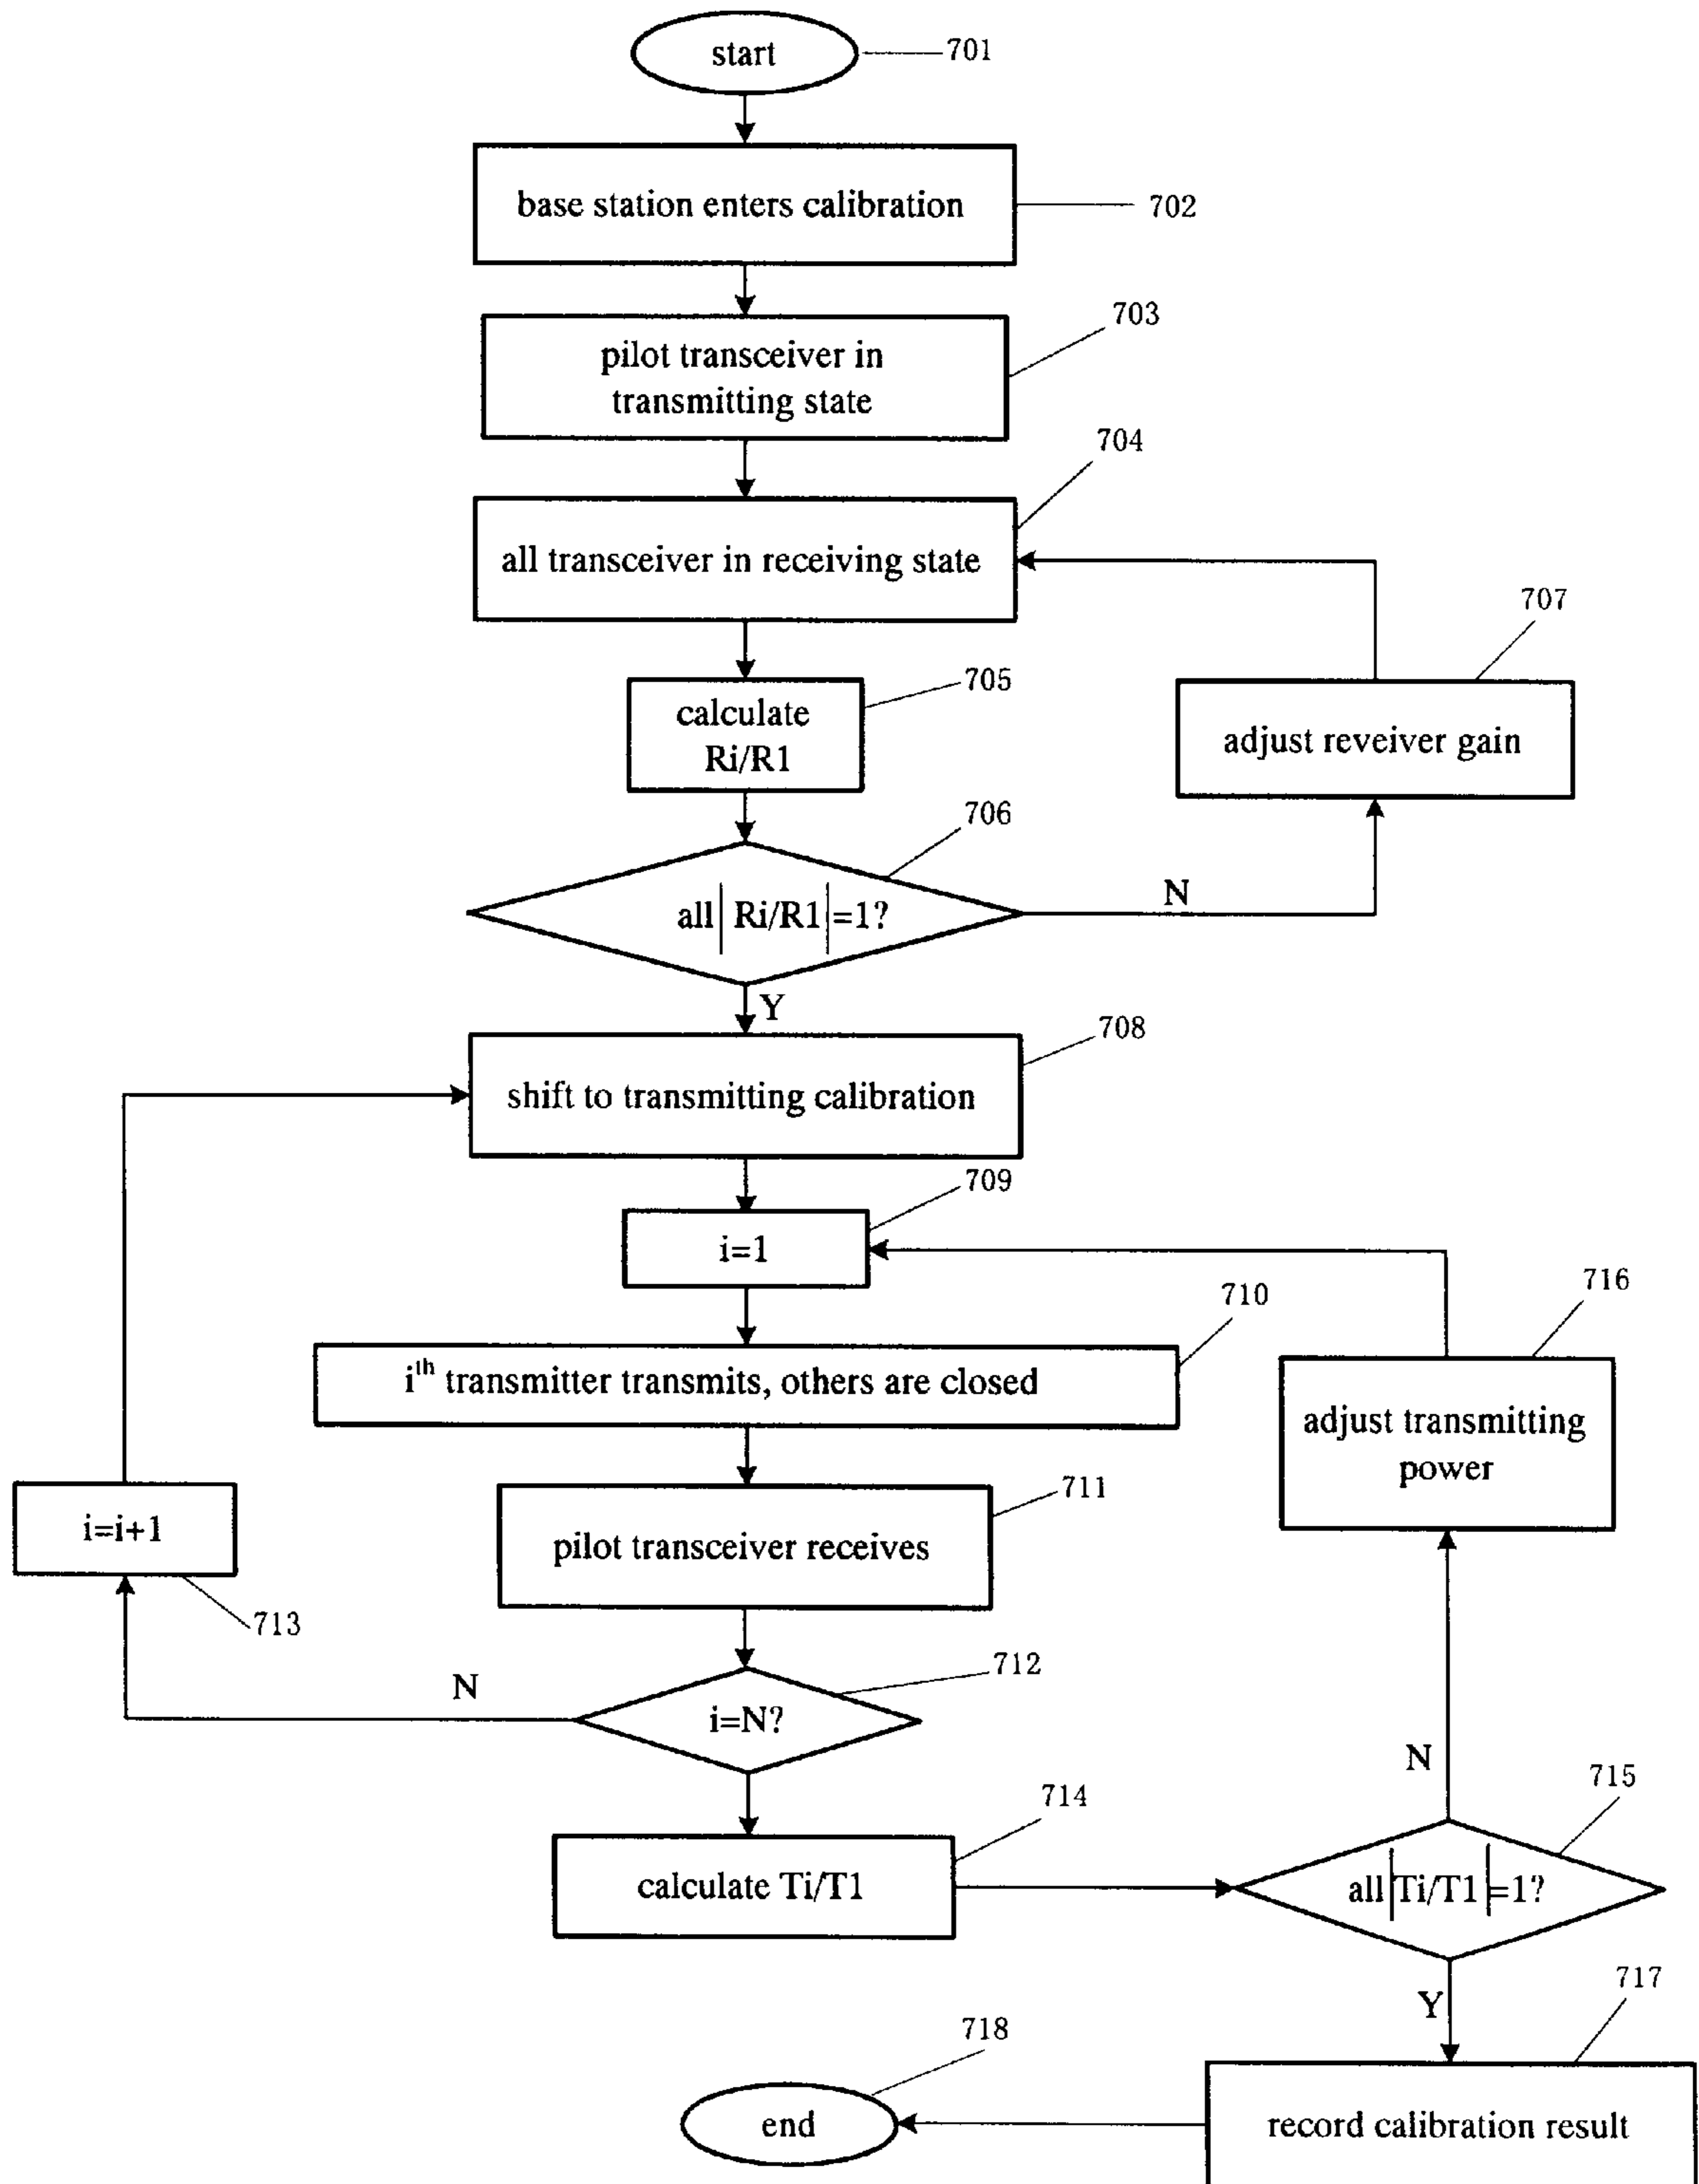 start
701
base station enters calibration
702
703
pilot transceiver in
transmitting state
704
all transceiver in receiving state
707
705
calculate
Ri/R1
adjust reveiver gain
706
all| Ri/R1|=1?
N
Y
708
shift to transmitting calibration
709
i=1
716
710
ith transmitter transmits, others are closed
adjust transmitting
power
711
i=i+1
pilot transceiver receives
713
712
N
i=N?
N
715
714
calculate Ti/T1
all|Ti/T1|=1?
717
Y
718
end
record calibration result